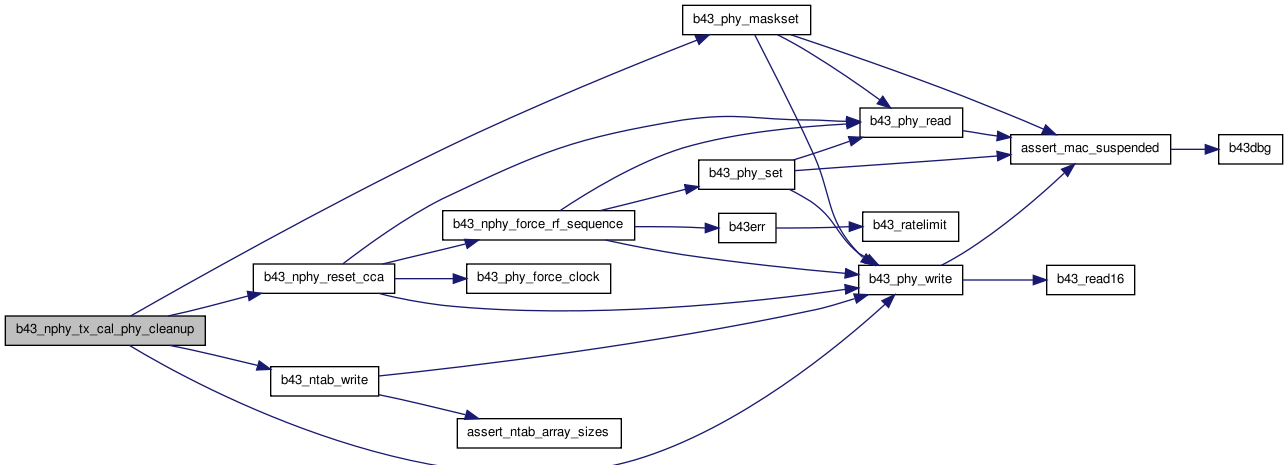 b43_phy_maskset
b43_phy_read
assert_mac_suspended
b43dbg
b43_phy_set
b43_nphy_force_rf_sequence
b43err
b43_ratelimit
b43_nphy_reset_cca
b43_phy_force_clock
b43_phy_write
b43_read16
b43_nphy_tx_cal_phy_cleanup
b43_ntab_write
assert_ntab_array_sizes